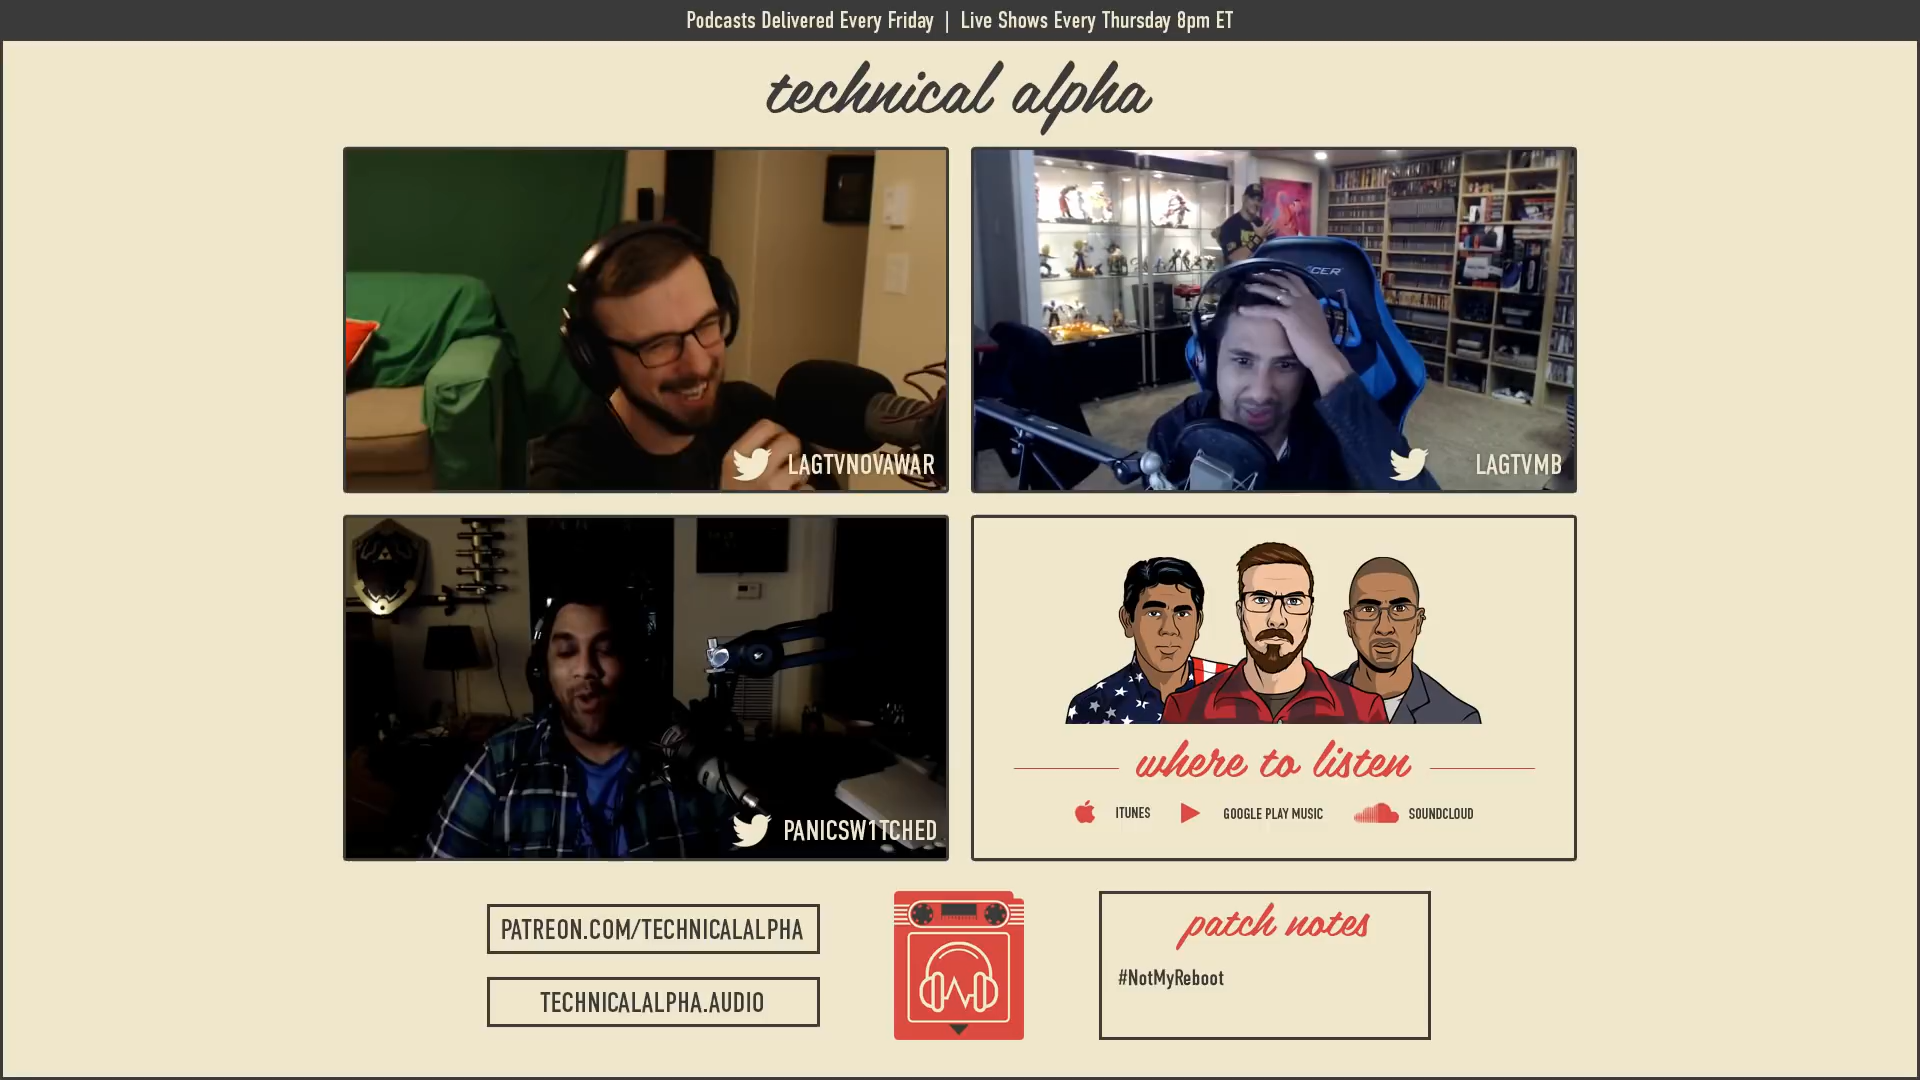 Podcasts Delivered Every Friday | Live Shows Every Thursday 8pm ET
technical alpha
LAGTVNOVAWAR
LAGTVMB
PANICSW1TCHED
where to listen
ITUNES
GOOGLE PLAY MUSIC
SOUNDCLOUD
PATREON.COM/TECHNICALALPHA
TECHNICALALPHA.AUDIO
patch notes
#NotMyReboot